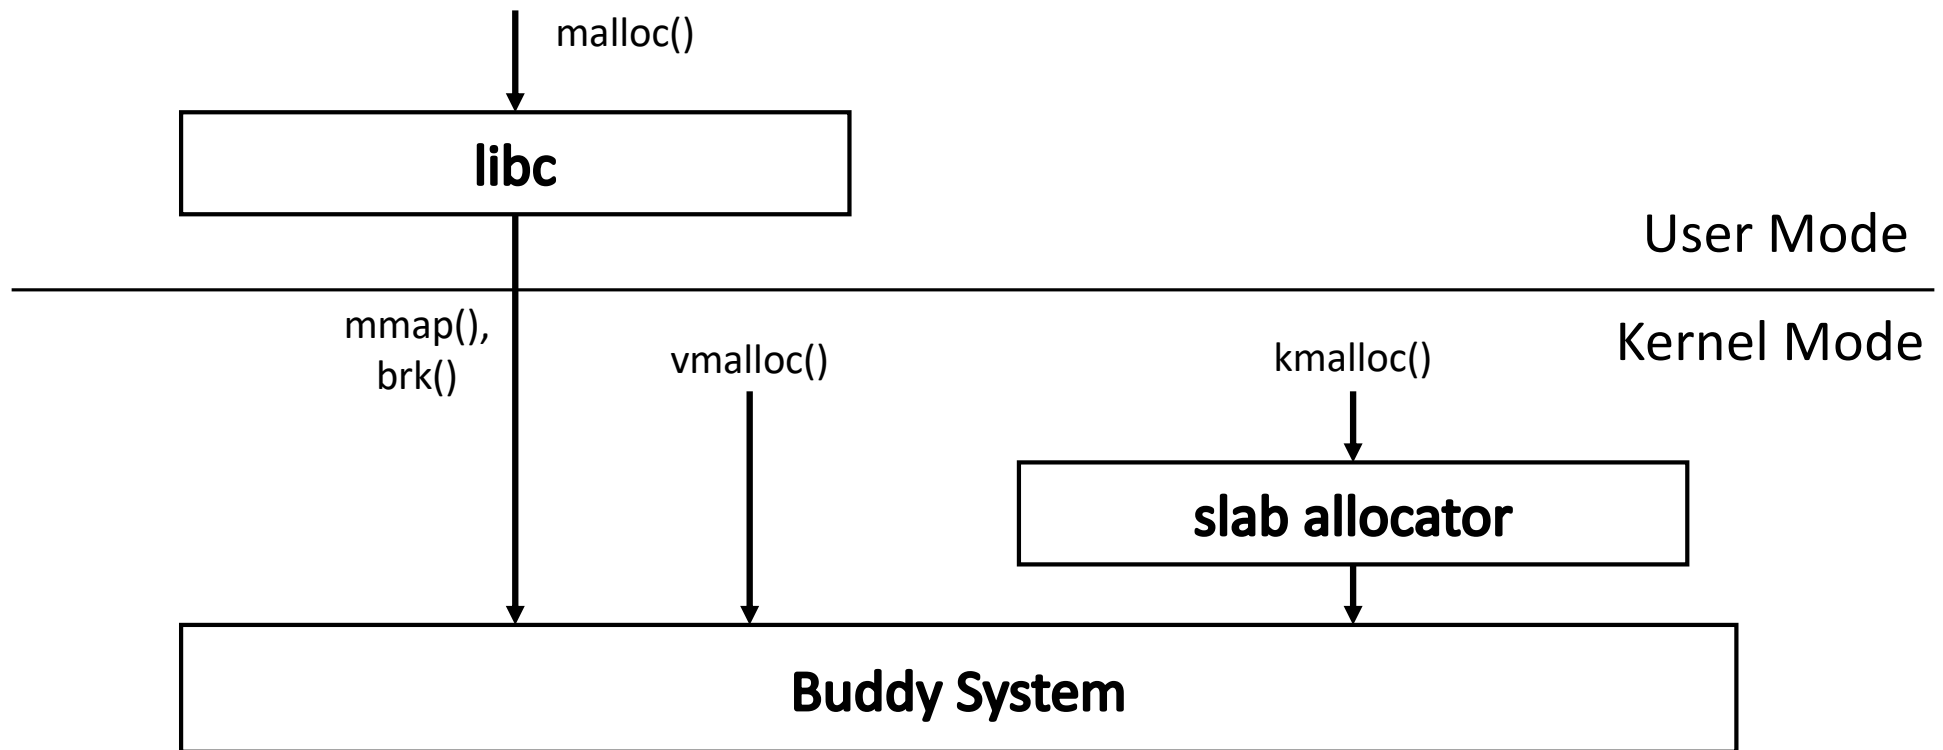 malloc()
libc
User Mode
Kernel Mode
mmap(),
brk()
vmalloc()
kmalloc()
slab allocator
Buddy System